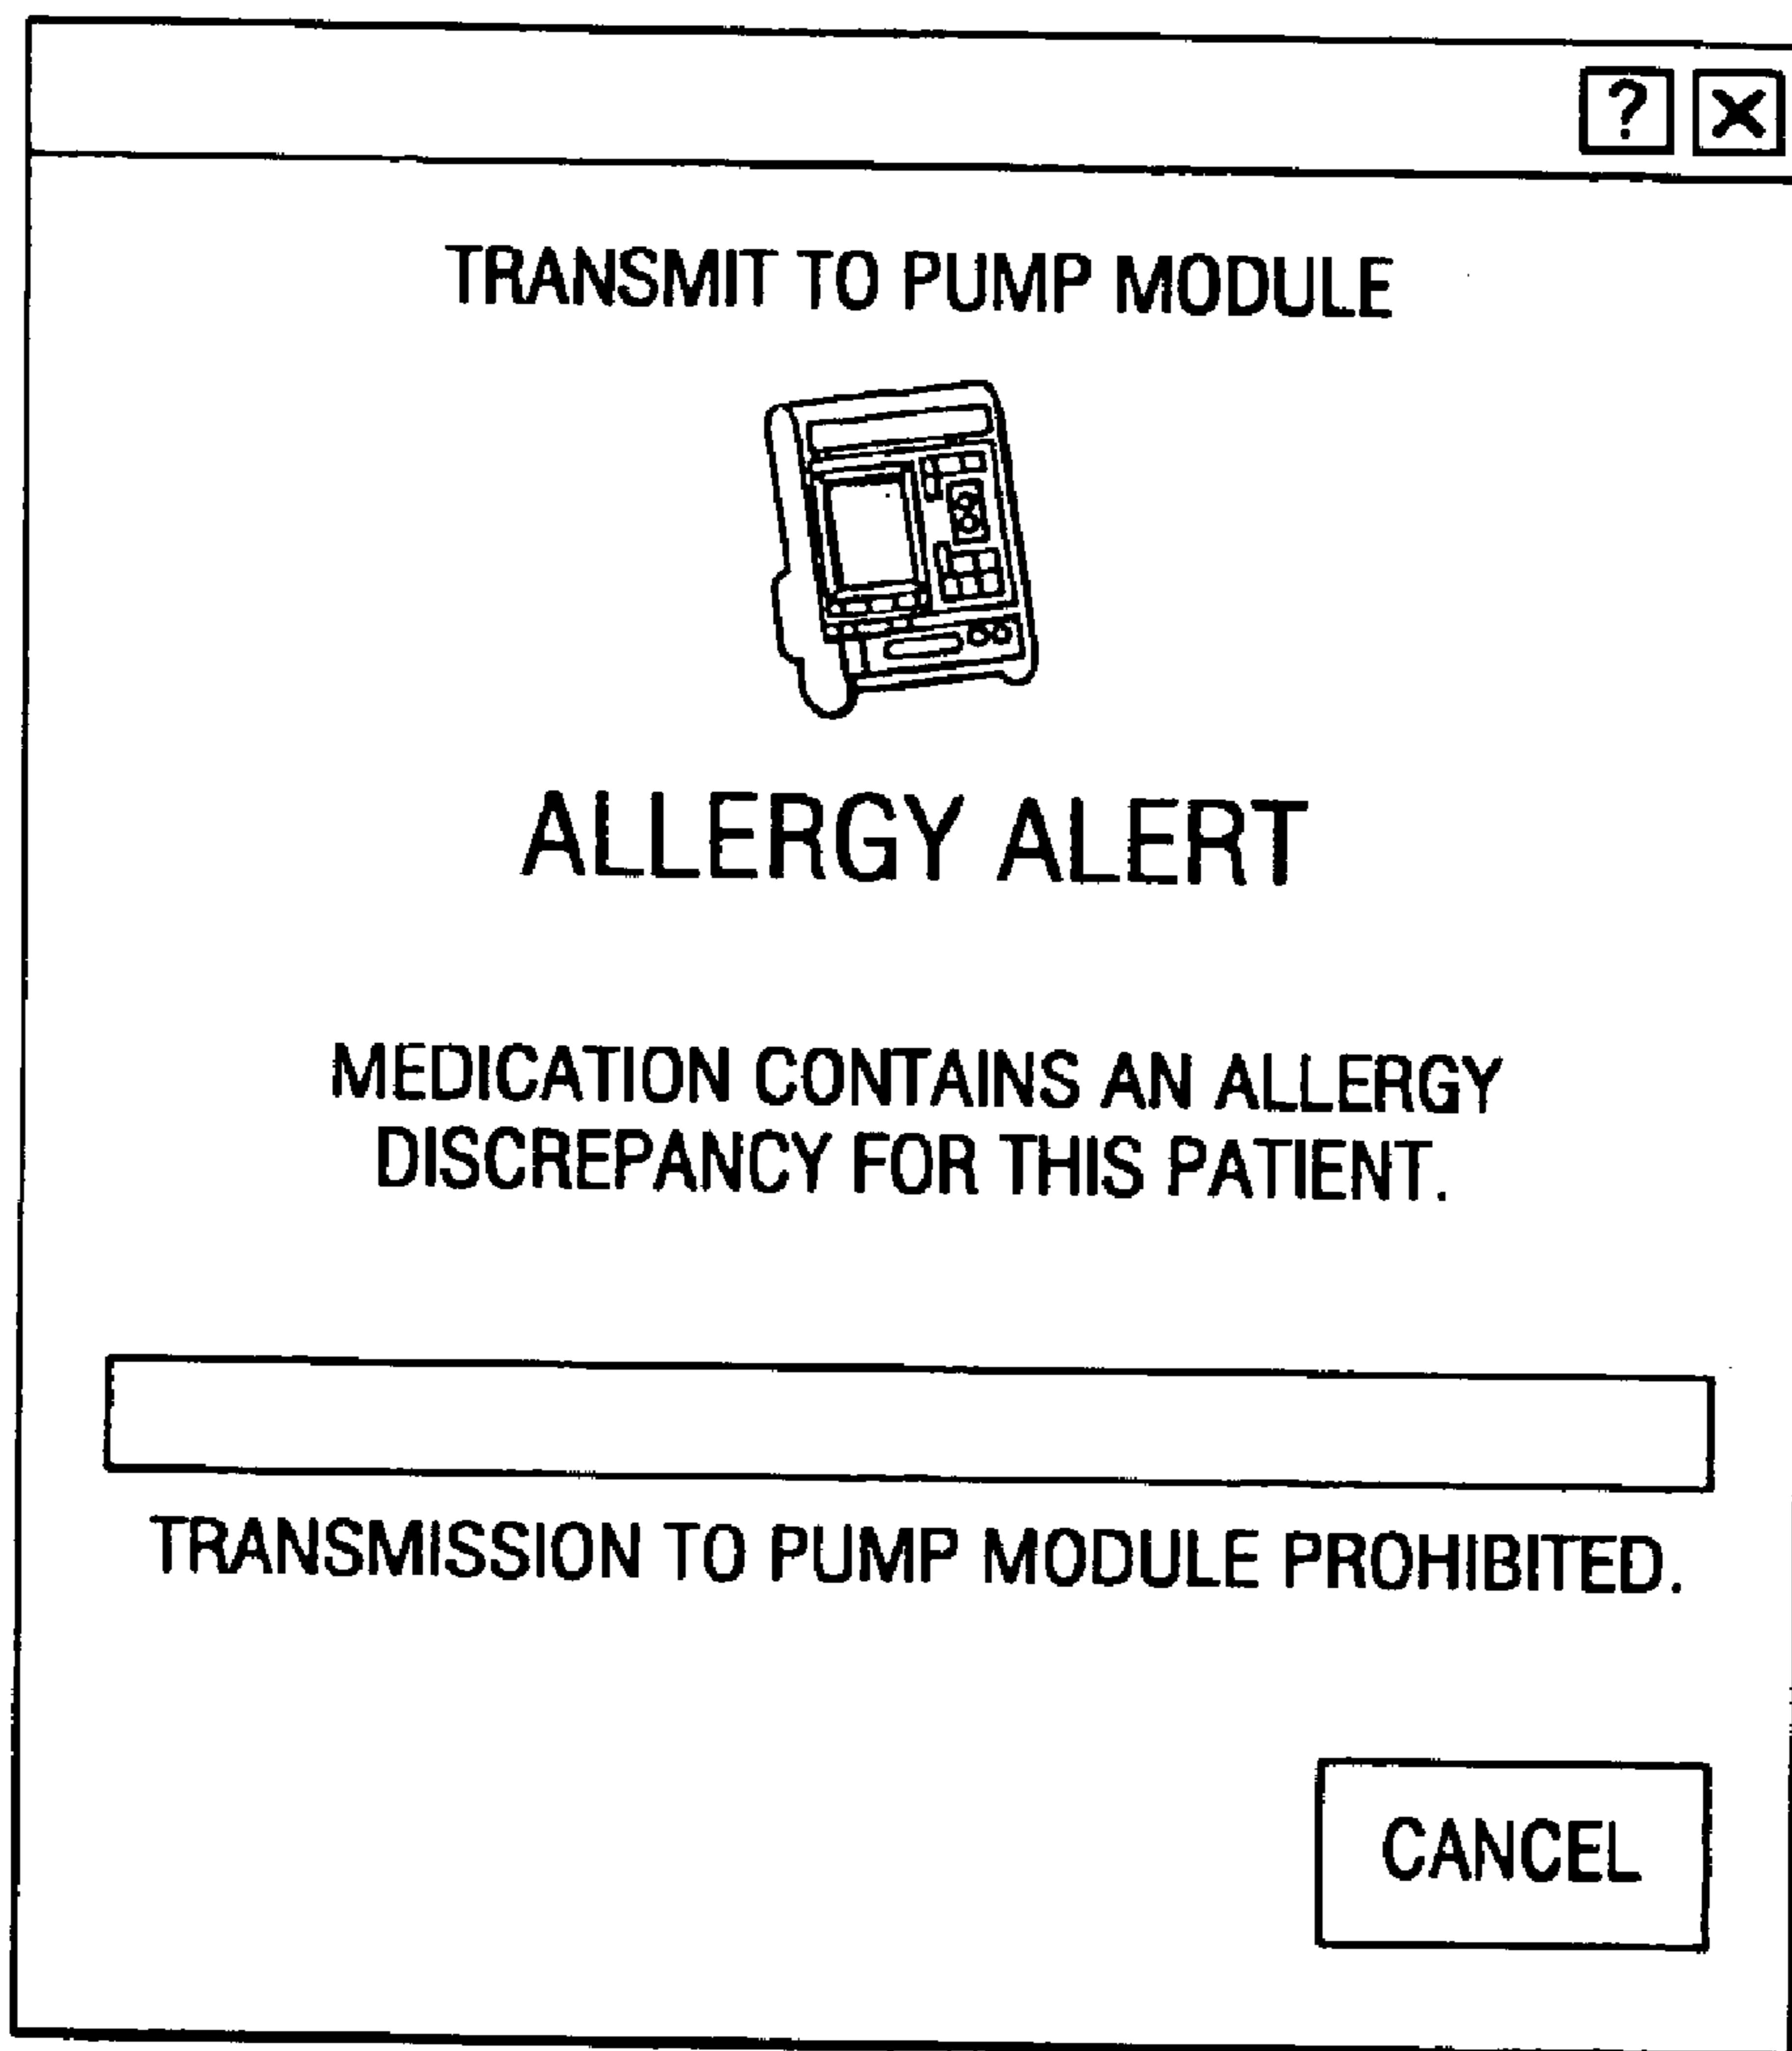 ?
TRANSMIT TO PUMP MODULE
ALLERGY ALERT
MEDICATION CONTAINS AN ALLERGY
DISCREPANCY FOR THIS PATIENT.
TRANSMISSION TO PUMP MODULE PROHIBITED.
CANCEL